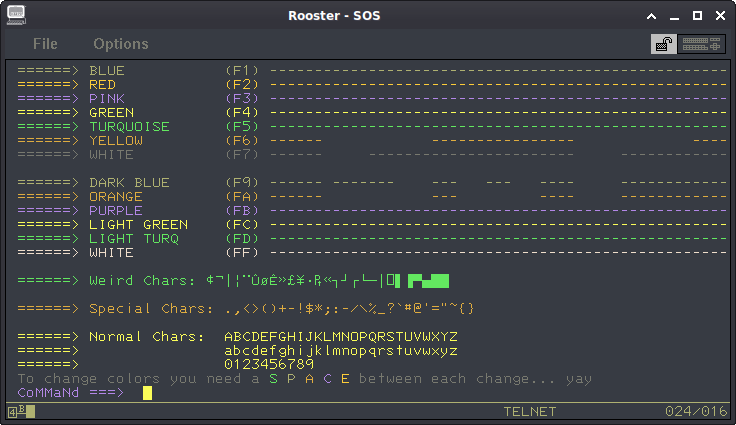 Rooster - SOS
File Options
======> BLUE (F1) ---------------------------------------------------
======> RED (F2) ---------------------------------------------------
======> PINK (F3) ---------------------------------------------------
======> GREEN (F4) ---------------------------------------------------
======> TURQUOISE (F5) ---------------------------------------------------
======> YELLOW (F6) ------ ---------------- ----
======> WHITE (F7) ------ ------------------------- ------------
======> DARK BLUE (F9) ------ ------- --- --- ---- ------------
======> ORANGE (FA) ------ ---------------- ------------
======> PURPLE (FB) ---------------------------------------------------
======> LIGHT GREEN (FC) ---------------------------------------------------
======> LIGHT TURQ (FD) ---------------------------------------------------
======> WHITE (FF) ---------------------------------------------------
======> Weird Chars: ¢¬|¦¨ÛøÊ»£¥·₧«┐┘┌└─│
======> Special Chars: .,<>()+-!$*;:-/\%_?`#@'="~{}
======> Normal Chars: ABCDEFGHIJKLMNOPQRSTUVWXYZ
======> abcdefghijklmnopqrstuvwxyz
======> 0123456789
To change colors you need a S P A C E between each change... yay
CoMMaNd ===>
4 B TELNET 024/016